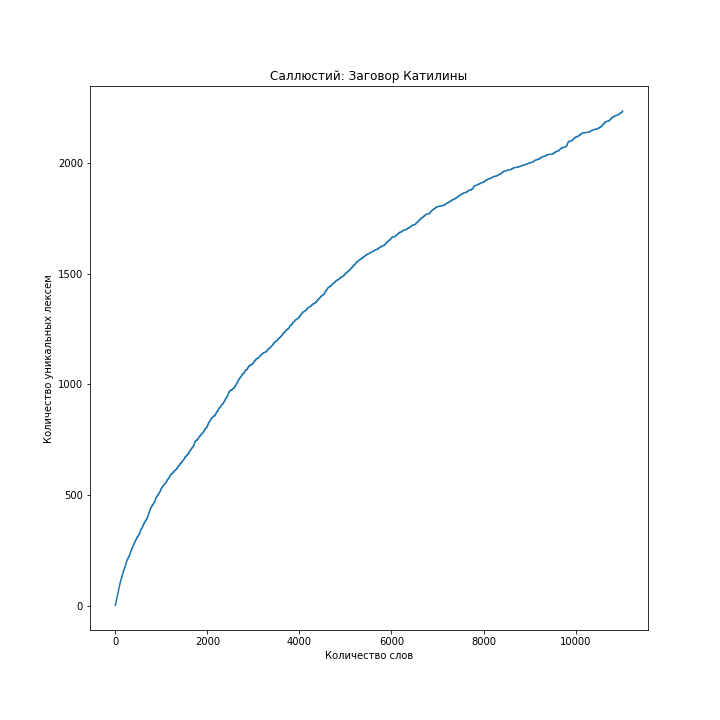 Саллюстий: Заговор Катилины
2000
1500
1000
500
0
Количество уникальных лексем
0 2000 4000 6000 8000 10000
Количество слов